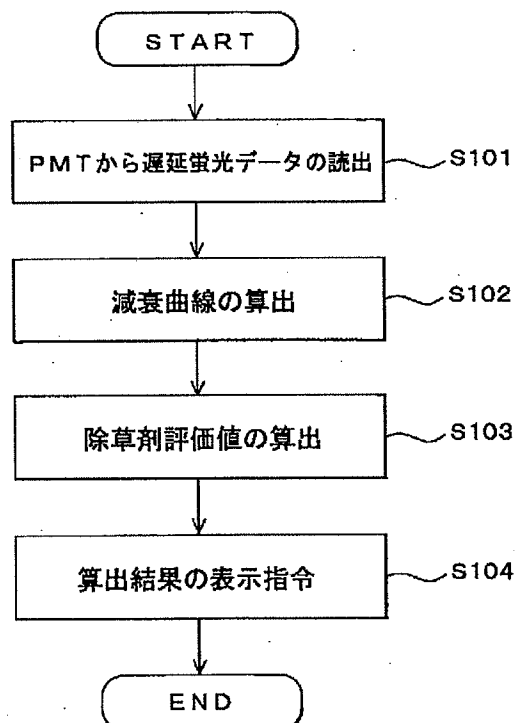 START
PMTから遅延蛍光データの読出
S101
減衰曲線の算出
S102
除草剤評価値の算出
S103
算出結果の表示指令
S104
END